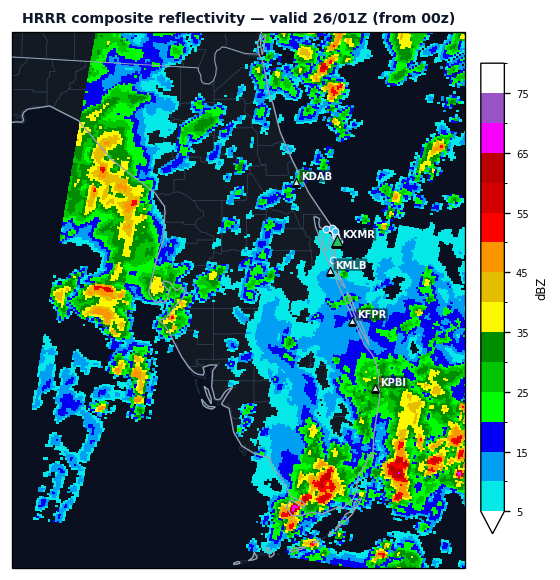 HRRR composite reflectivity — valid 26/01Z (from 00z)
KDAB
KXMR
KMLB
KFPR
KPBI
75
65
55
45
35
25
15
5
dBZ